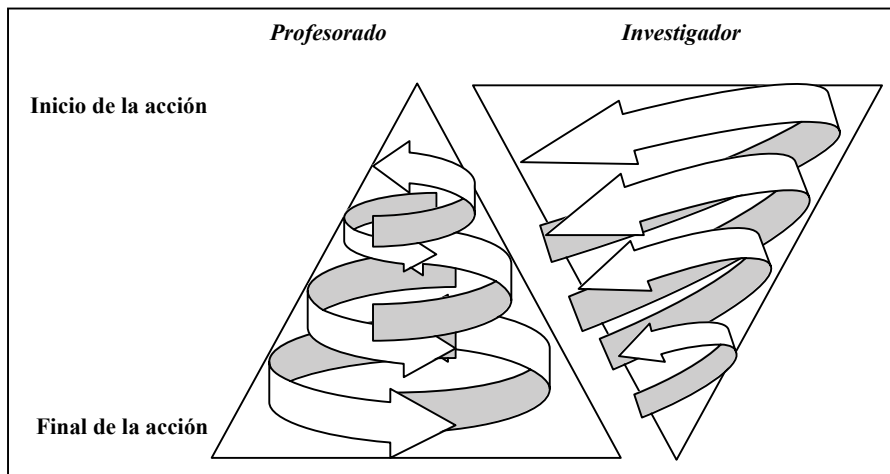 Profesorado Investigador
Inicio de la acción
Final de la acción